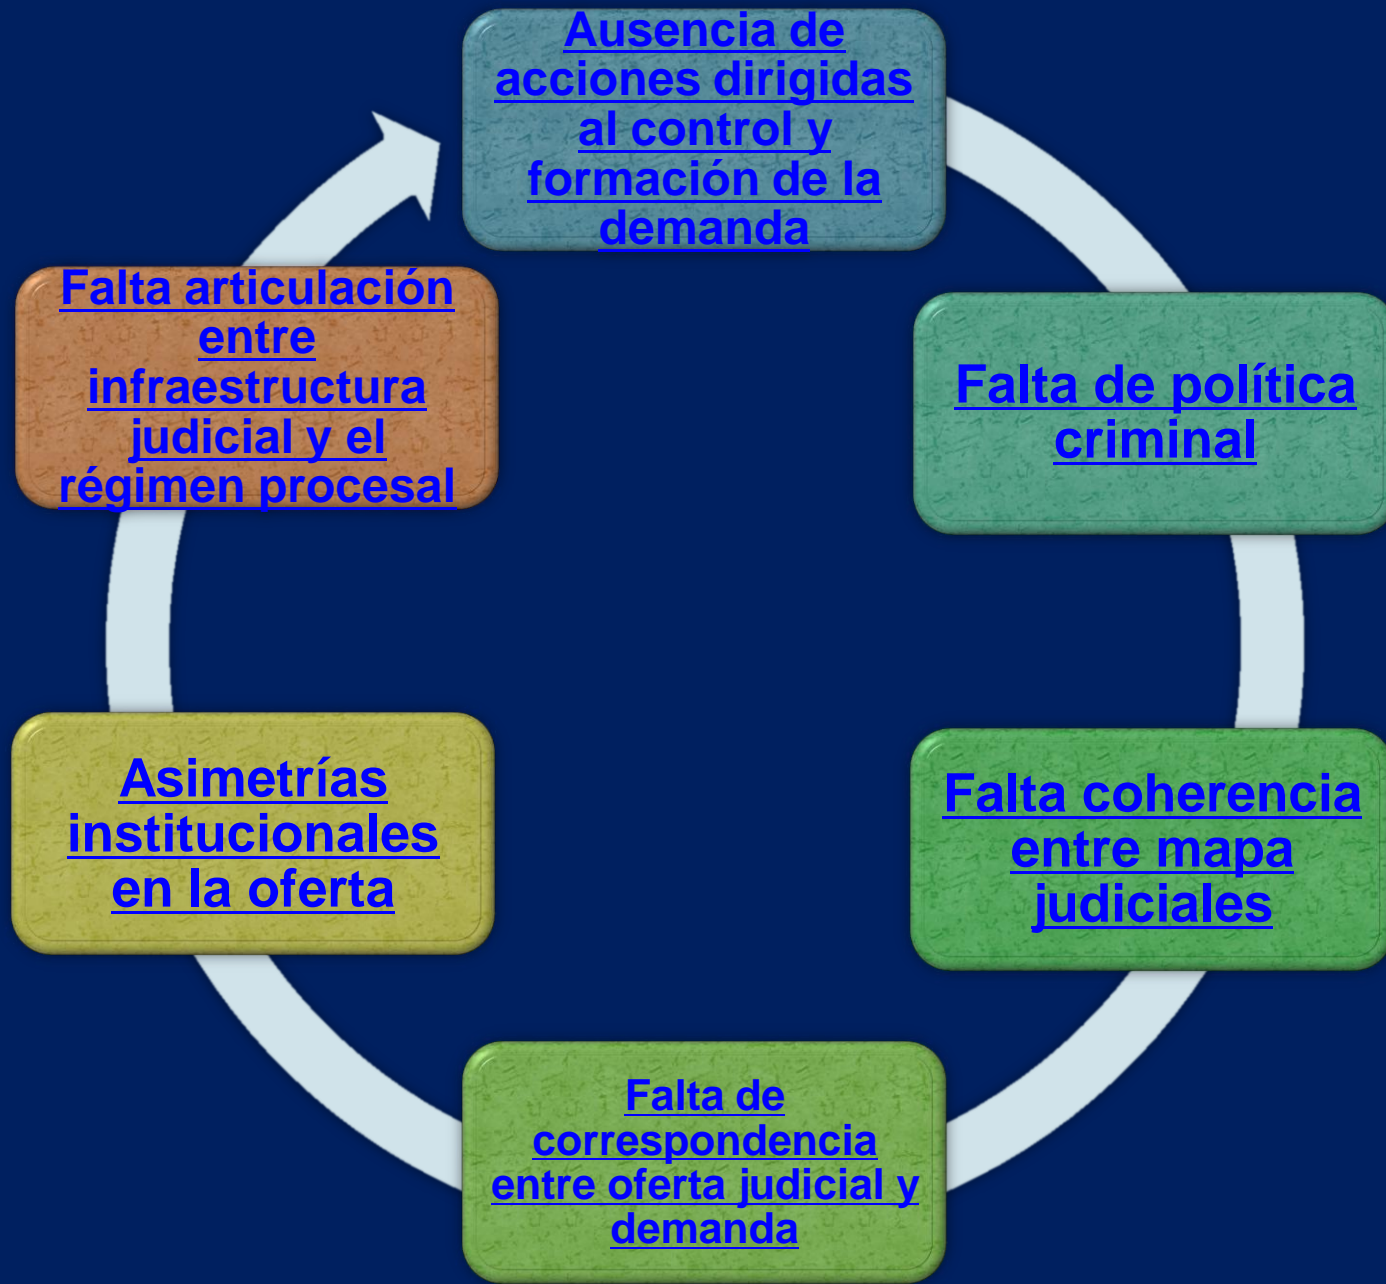 Ausencia de
acciones dirigidas
al control y
formación de la
demanda
Falta de política
criminal
Falta coherencia
entre mapa
judiciales
Falta de
correspondencia
entre oferta judicial y
demanda
Asimetrías
institucionales
en la oferta
Falta articulación
entre
infraestructura
judicial y el
régimen procesal